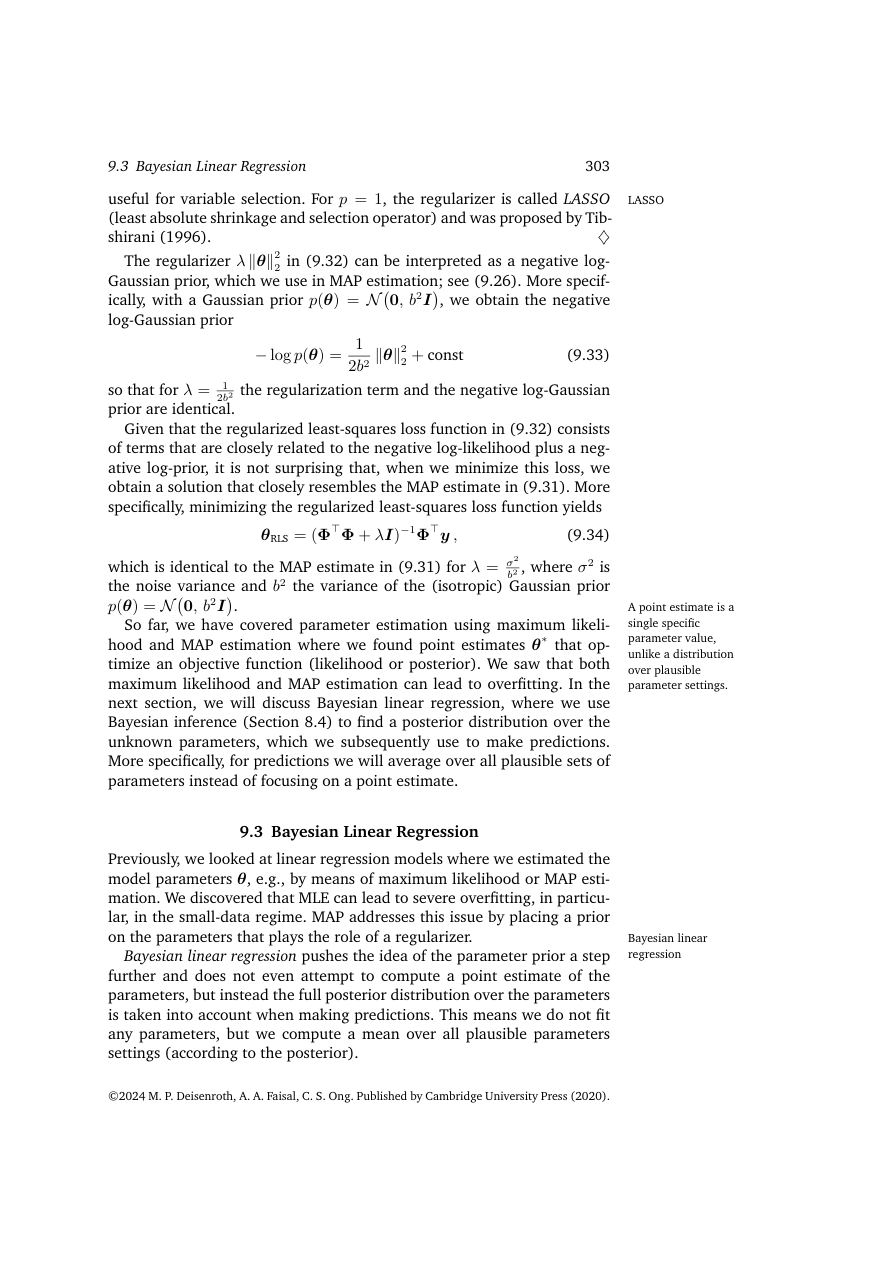 9.3 Bayesian Linear Regression 303
useful for variable selection. For p = 1, the regularizer is called LASSO
LASSO
(least absolute shrinkage and selection operator) and was proposed by Tib-
shirani (1996). ♢
The regularizer λ‖θ‖₂² in (9.32) can be interpreted as a negative log-
Gaussian prior, which we use in MAP estimation; see (9.26). More specif-
ically, with a Gaussian prior p(θ) = 𝒩(0, b²I), we obtain the negative
log-Gaussian prior
− log p(θ) = 1/2b² ‖θ‖₂² + const (9.33)
so that for λ = 1/2b² the regularization term and the negative log-Gaussian
prior are identical.
Given that the regularized least-squares loss function in (9.32) consists
of terms that are closely related to the negative log-likelihood plus a neg-
ative log-prior, it is not surprising that, when we minimize this loss, we
obtain a solution that closely resembles the MAP estimate in (9.31). More
specifically, minimizing the regularized least-squares loss function yields
θRLS = (Φ⊤Φ + λI)⁻¹Φ⊤y , (9.34)
which is identical to the MAP estimate in (9.31) for λ = σ²/b², where σ² is
the noise variance and b² the variance of the (isotropic) Gaussian prior
p(θ) = 𝒩(0, b²I).
So far, we have covered parameter estimation using maximum likeli-
hood and MAP estimation where we found point estimates θ* that op-
timize an objective function (likelihood or posterior). We saw that both
maximum likelihood and MAP estimation can lead to overfitting. In the
next section, we will discuss Bayesian linear regression, where we use
Bayesian inference (Section 8.4) to find a posterior distribution over the
unknown parameters, which we subsequently use to make predictions.
More specifically, for predictions we will average over all plausible sets of
parameters instead of focusing on a point estimate.
A point estimate is a
single specific
parameter value,
unlike a distribution
over plausible
parameter settings.
9.3 Bayesian Linear Regression
Previously, we looked at linear regression models where we estimated the
model parameters θ, e.g., by means of maximum likelihood or MAP esti-
mation. We discovered that MLE can lead to severe overfitting, in particu-
lar, in the small-data regime. MAP addresses this issue by placing a prior
on the parameters that plays the role of a regularizer.
Bayesian linear regression pushes the idea of the parameter prior a step
further and does not even attempt to compute a point estimate of the
parameters, but instead the full posterior distribution over the parameters
is taken into account when making predictions. This means we do not fit
any parameters, but we compute a mean over all plausible parameters
settings (according to the posterior).
Bayesian linear
regression
©2024 M. P. Deisenroth, A. A. Faisal, C. S. Ong. Published by Cambridge University Press (2020).